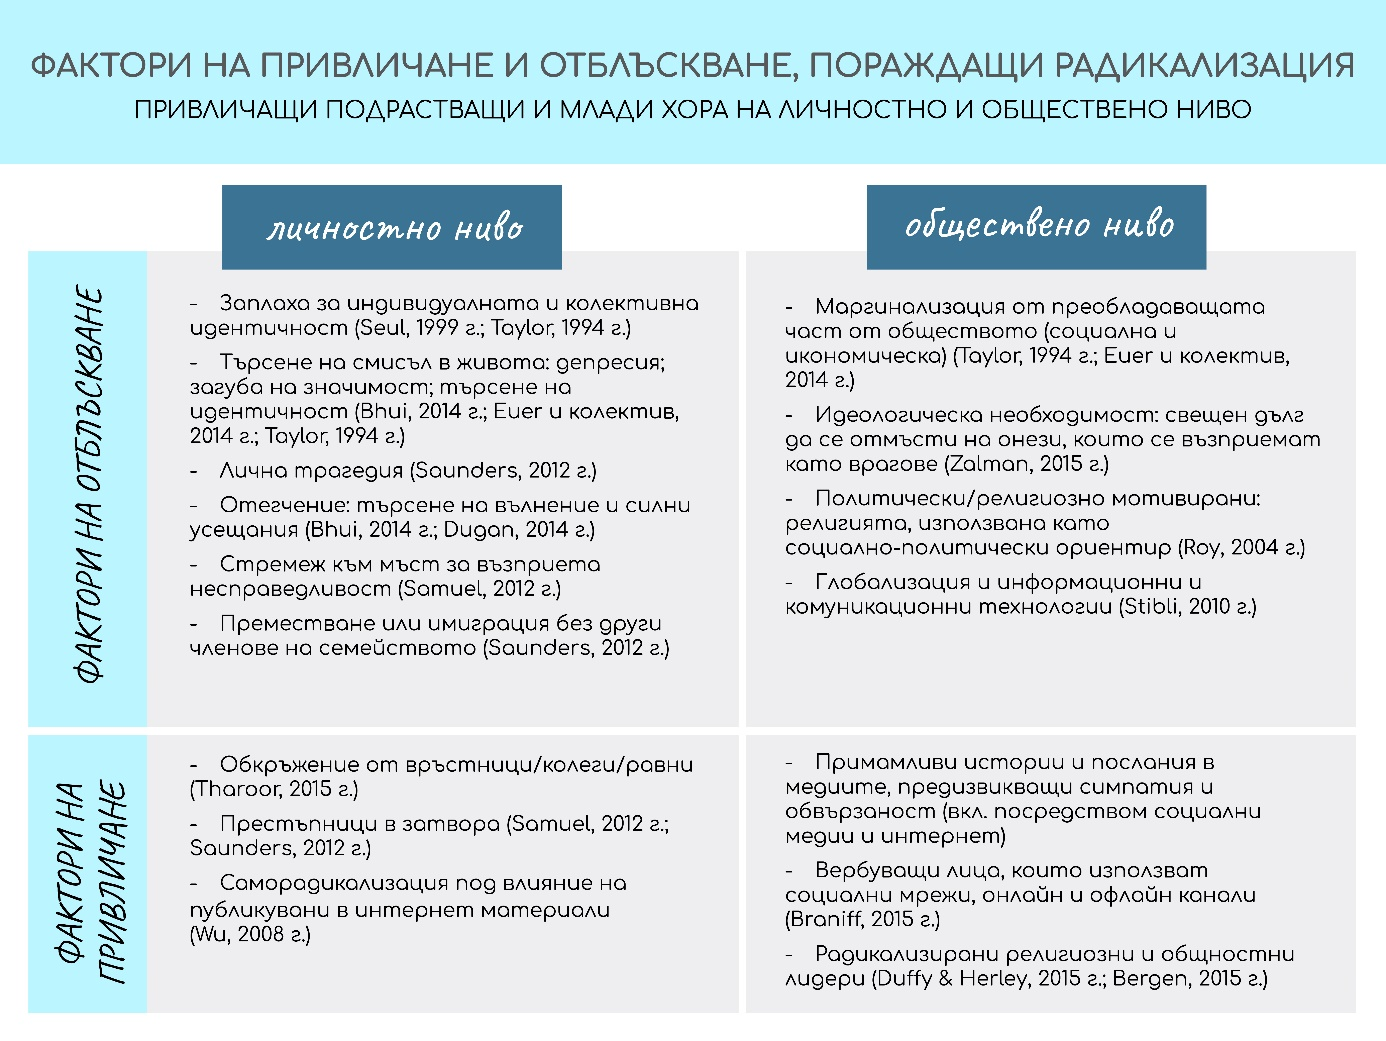 ФАКТОРИ НА ПРИВЛИЧАНЕ И ОТБЛЪСКВАНЕ, ПОРАЖДАЩИ РАДИКАЛИЗАЦИЯ
ПРИВЛИЧАЩИ ПОДРАСТВАЩИ И МЛАДИ ХОРА НА ЛИЧНОСТНО И ОБЩЕСТВЕНО НИВО
личностно ниво
обществено ниво
ФАКТОРИ НА ОТБЛЪСКВАНЕ
- Заплаха за индивидуалната и колективна
идентичност (Seul, 1999 г.; Taylor, 1994 г.)
- Търсене на смисъл в живота: депресия;
загуба на значимост; търсене на
идентичност (Bhui, 2014 г.; Euer и колектив,
2014 г.; Taylor, 1994 г.)
- Лична трагедия (Saunders, 2012 г.)
- Отегчение: търсене на вълнение и силни
усещания (Bhui, 2014 г.; Dugan, 2014 г.)
- Стремеж към мъст за възприета
несправедливост (Samuel, 2012 г.)
- Преместване или имиграция без други
членове на семейството (Saunders, 2012 г.)
- Маргинализация от преобладаващата
част от обществото (социална и
икономическа) (Taylor, 1994 г.; Euer и колектив,
2014 г.)
- Идеологическа необходимост: свещен дълг
да се отмъсти на онези, които се възприемат
като врагове (Zalman, 2015 г.)
- Политически/религиозно мотивирани:
религията, използвана като
социално-политически ориентир (Roy, 2004 г.)
- Глобализация и информационни и
комуникационни технологии (Stibli, 2010 г.)
ФАКТОРИ НА
ПРИВЛИЧАНЕ
- Обкръжение от връстници/колеги/равни
(Tharoor, 2015 г.)
- Престъпници в затвора (Samuel, 2012 г.;
Saunders, 2012 г.)
- Саморадикализация под влияние на
публикувани в интернет материали
(Wu, 2008 г.)
- Примамливи истории и послания в
медиите, предизвикващи симпатия и
обвързаност (вкл. посредством социални
медии и интернет)
- Вербуващи лица, които използват
социални мрежи, онлайн и офлайн канали
(Braniff, 2015 г.)
- Радикализирани религиозни и общностни
лидери (Duffy & Herley, 2015 г.; Bergen, 2015 г.)